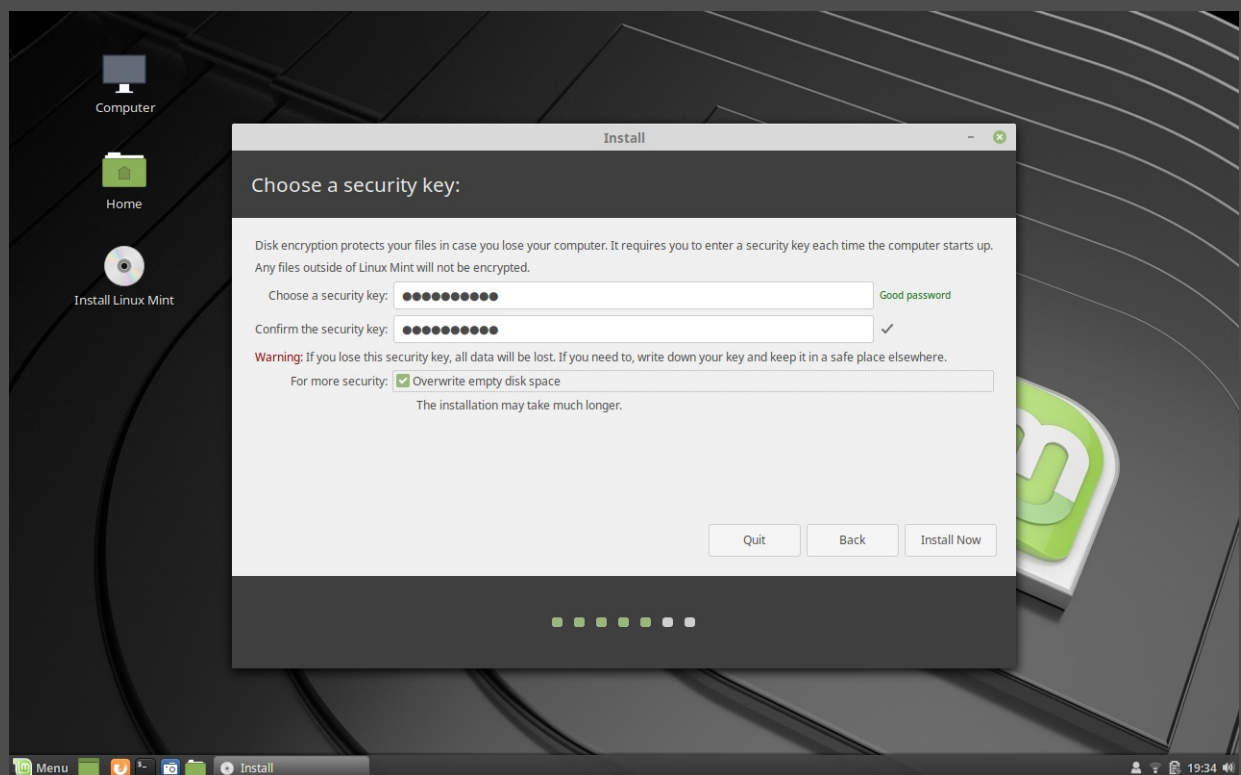 Computer
Home
Install Linux Mint
Install
Choose a security key:
Disk encryption protects your files in case you lose your computer. It requires you to enter a security key each time the computer starts up.
Any files outside of Linux Mint will not be encrypted.
Choose a security key: ●●●●●●●●●● Good password
Confirm the security key: ●●●●●●●●●●
Warning: If you lose this security key, all data will be lost. If you need to, write down your key and keep it in a safe place elsewhere.
For more security: Overwrite empty disk space
The installation may take much longer.
Quit Back Install Now
Menu Install 19:34